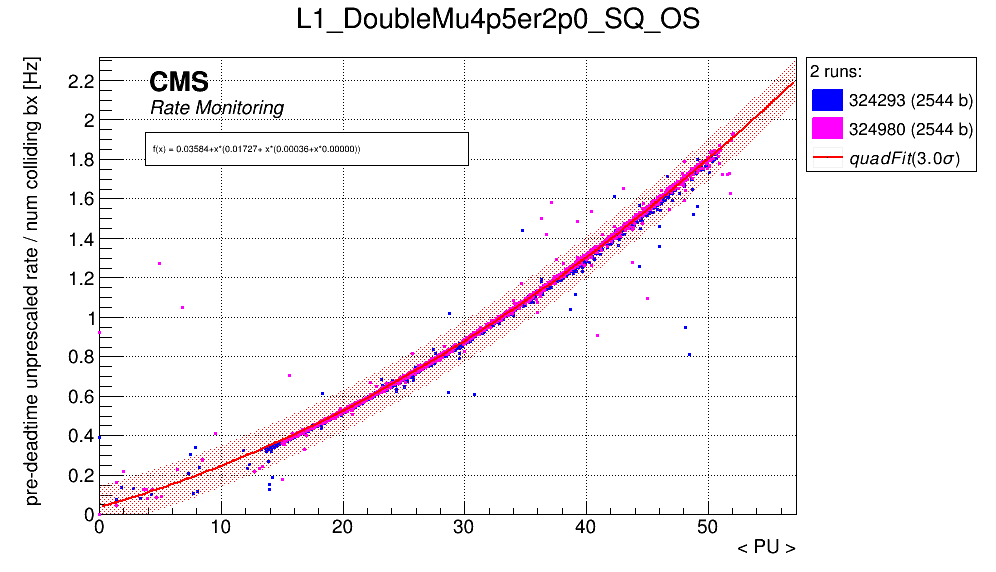 L1_DoubleMu4p5er2p0_SQ_OS
pre-deadtime unprescaled rate / num colliding bx [Hz]
CMS
Rate Monitoring
f(x) = 0.03584+x*(0.01727+ x*(0.00036+x*0.00000))
2.2
2
1.8
1.6
1.4
1.2
1
0.8
0.6
0.4
0.2
0
0 10 20 30 40 50
< PU >
2 runs:
324293 (2544 b)
324980 (2544 b)
quadFit(3.0σ)